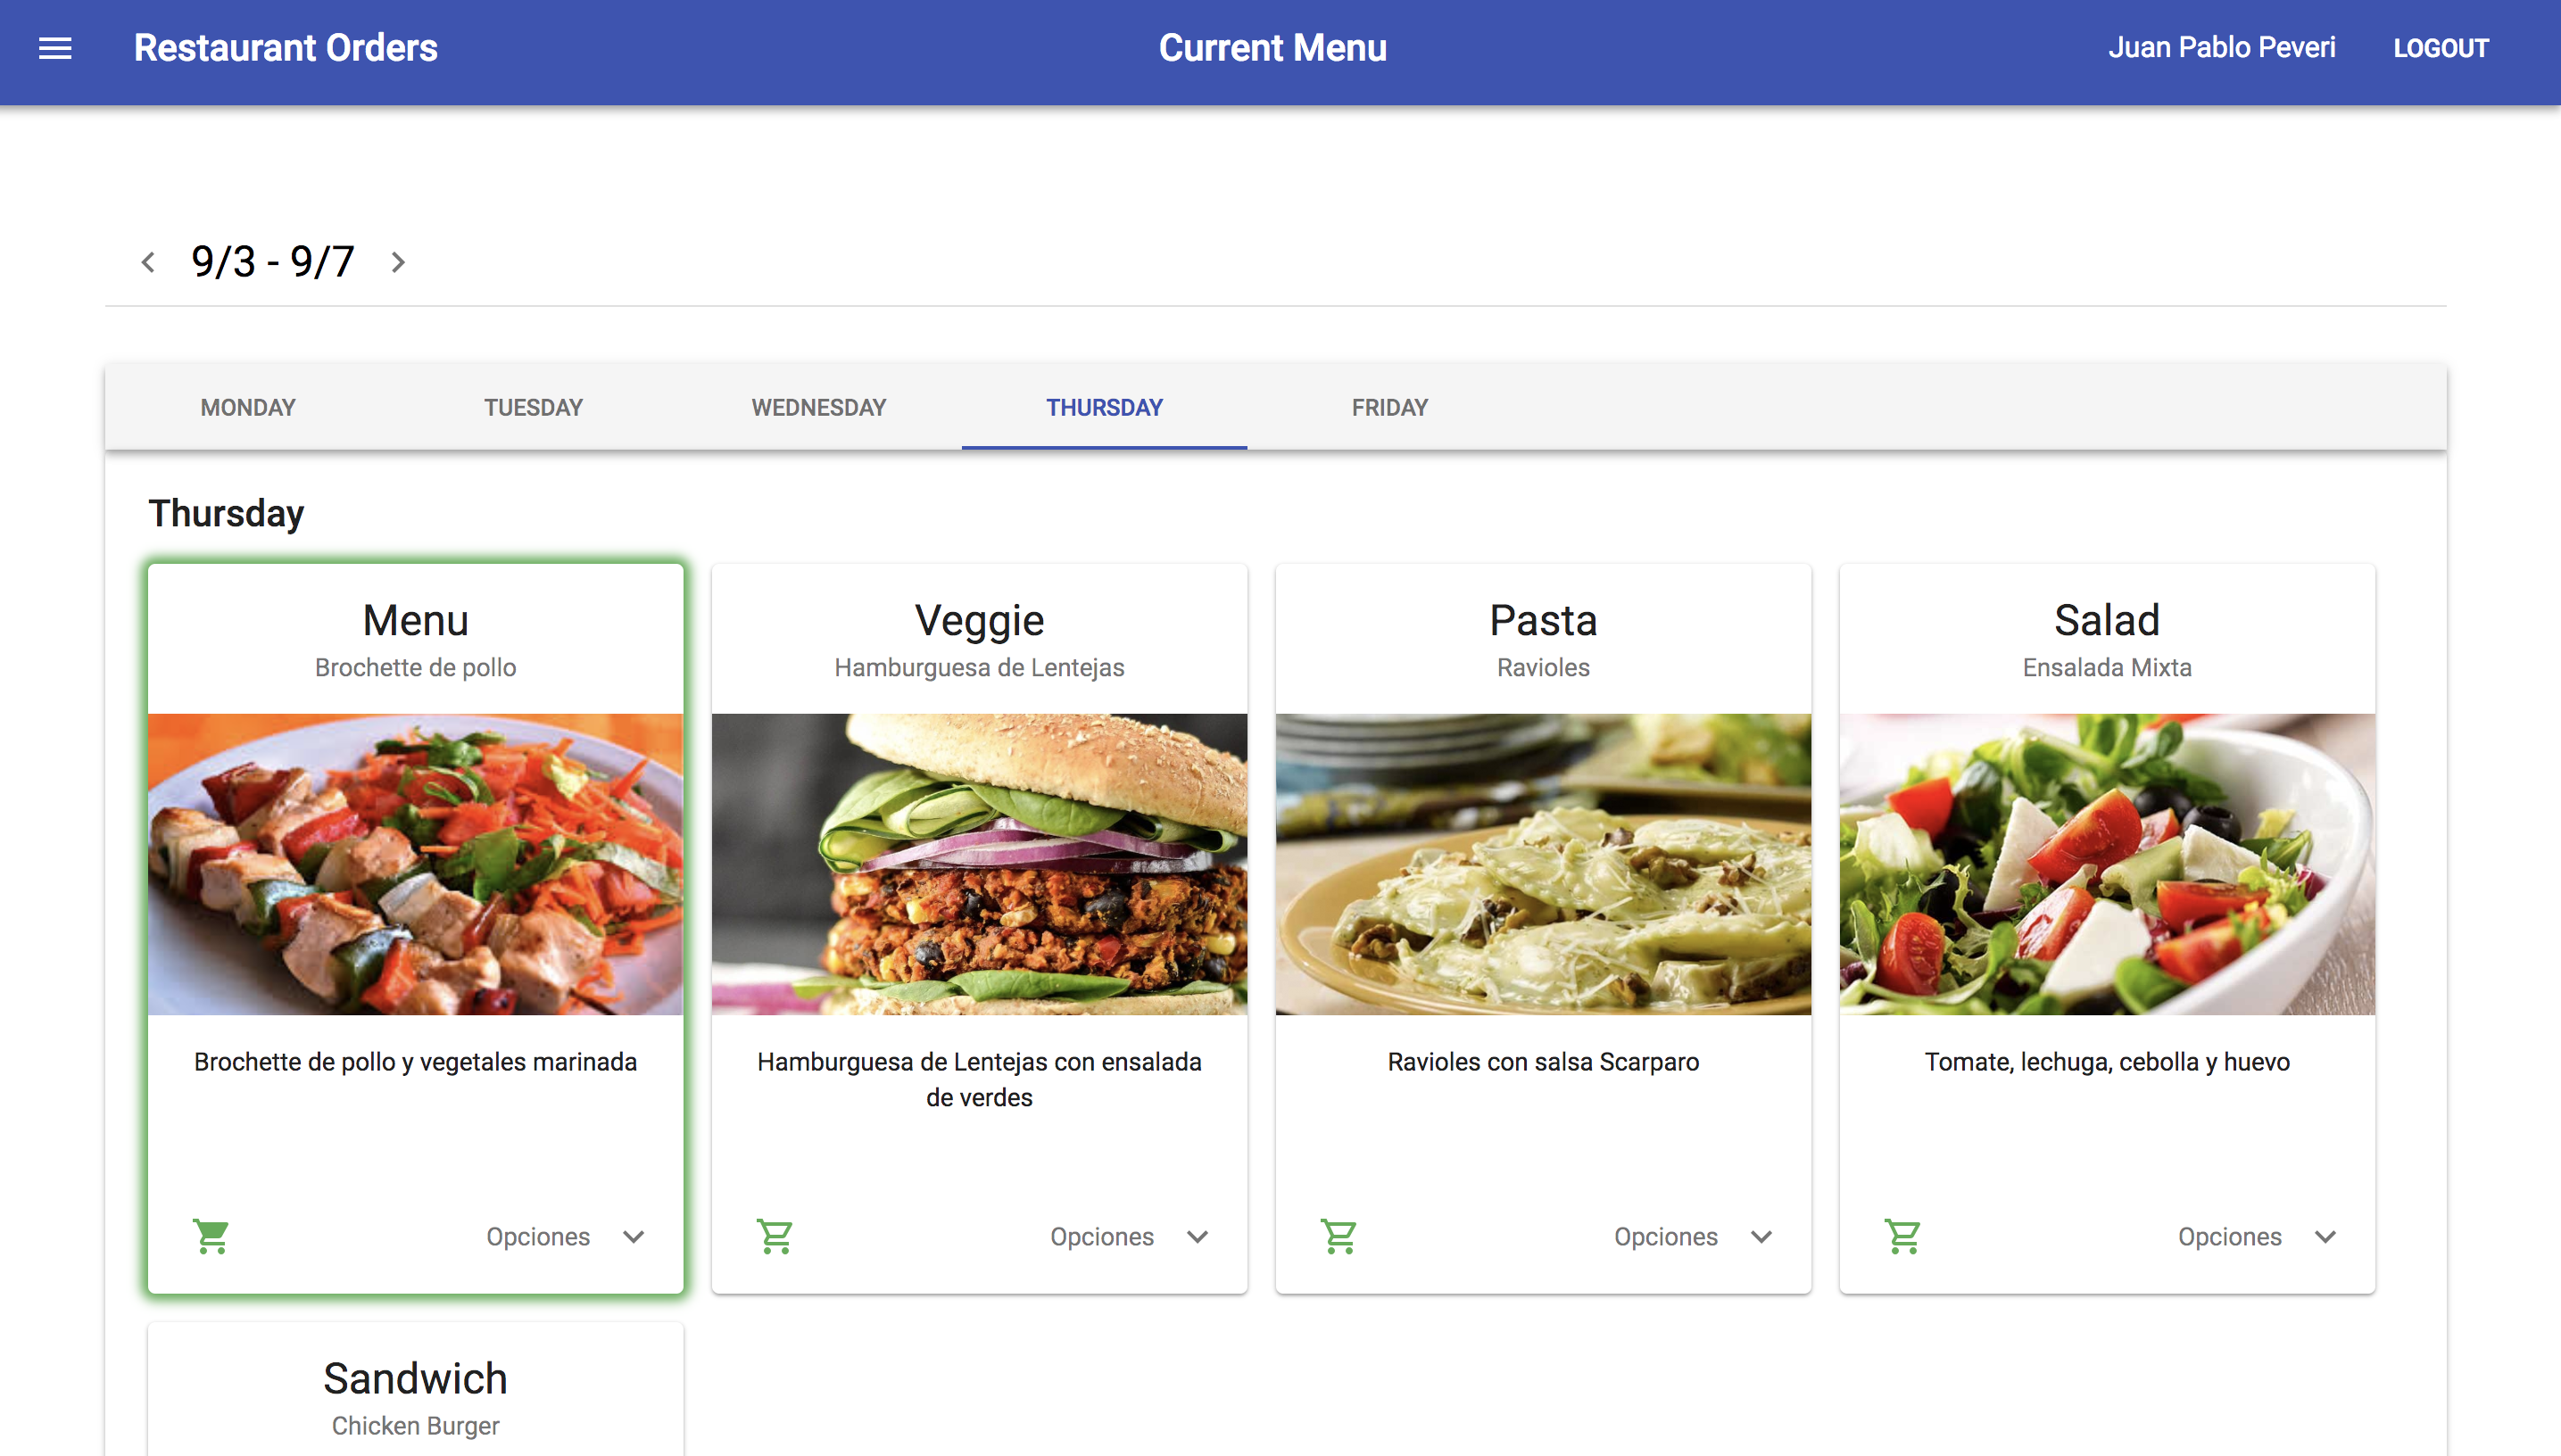 Restaurant Orders
Current Menu
Juan Pablo Peveri
LOGOUT
9/3 - 9/7
MONDAY
TUESDAY
WEDNESDAY
THURSDAY
FRIDAY
Thursday
Menu
Brochette de pollo
Brochette de pollo y vegetales marinada
Opciones
Veggie
Hamburguesa de Lentejas
Hamburguesa de Lentejas con ensalada
de verdes
Opciones
Pasta
Ravioles
Ravioles con salsa Scarparo
Opciones
Salad
Ensalada Mixta
Tomate, lechuga, cebolla y huevo
Opciones
Sandwich
Chicken Burger